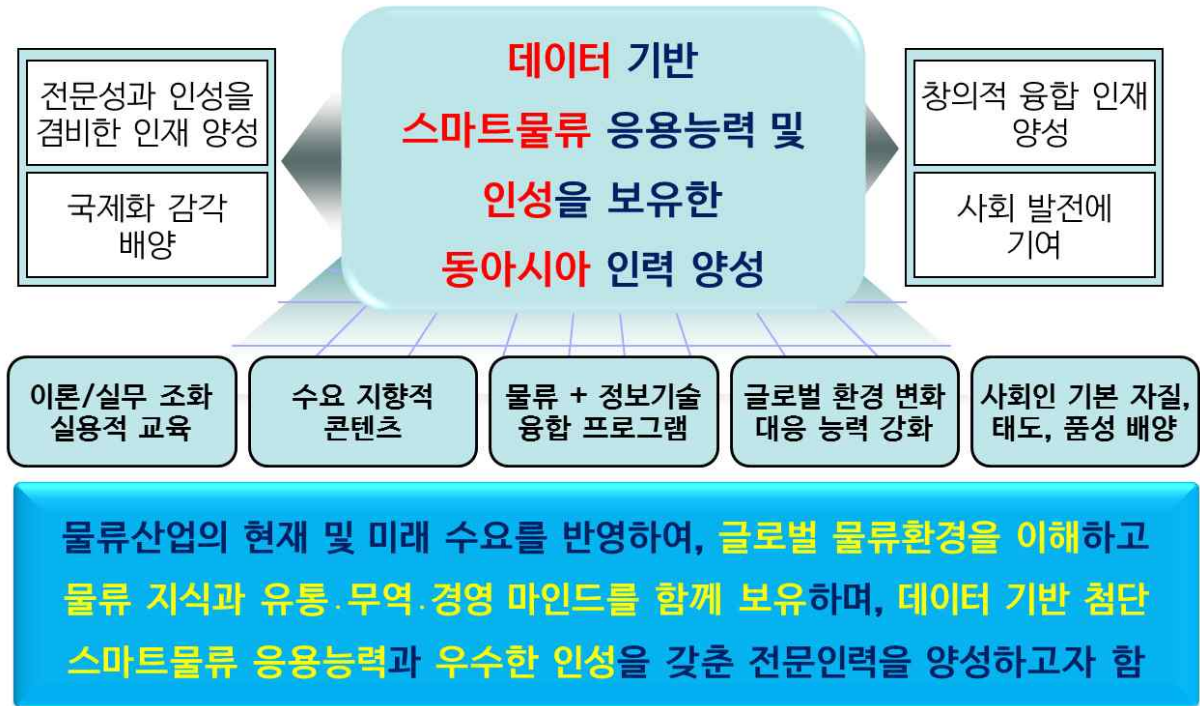 데이터 기반
스마트물류 응용능력 및
인성을 보유한
동아시아 인력 양성
전문성과 인성을
겸비한 인재 양성
국제화 감각
배양
창의적 융합 인재
양성
사회 발전에
기여
이론/실무 조화
실용적 교육
수요 지향적
콘텐츠
물류 + 정보기술
융합 프로그램
글로벌 환경 변화
대응 능력 강화
사회인 기본 자질,
태도, 품성 배양
물류산업의 현재 및 미래 수요를 반영하여, 글로벌 물류환경을 이해하고
물류 지식과 유통.무역.경영 마인드를 함께 보유하며, 데이터 기반 첨단
스마트물류 응용능력과 우수한 인성을 갖춘 전문인력을 양성하고자 함